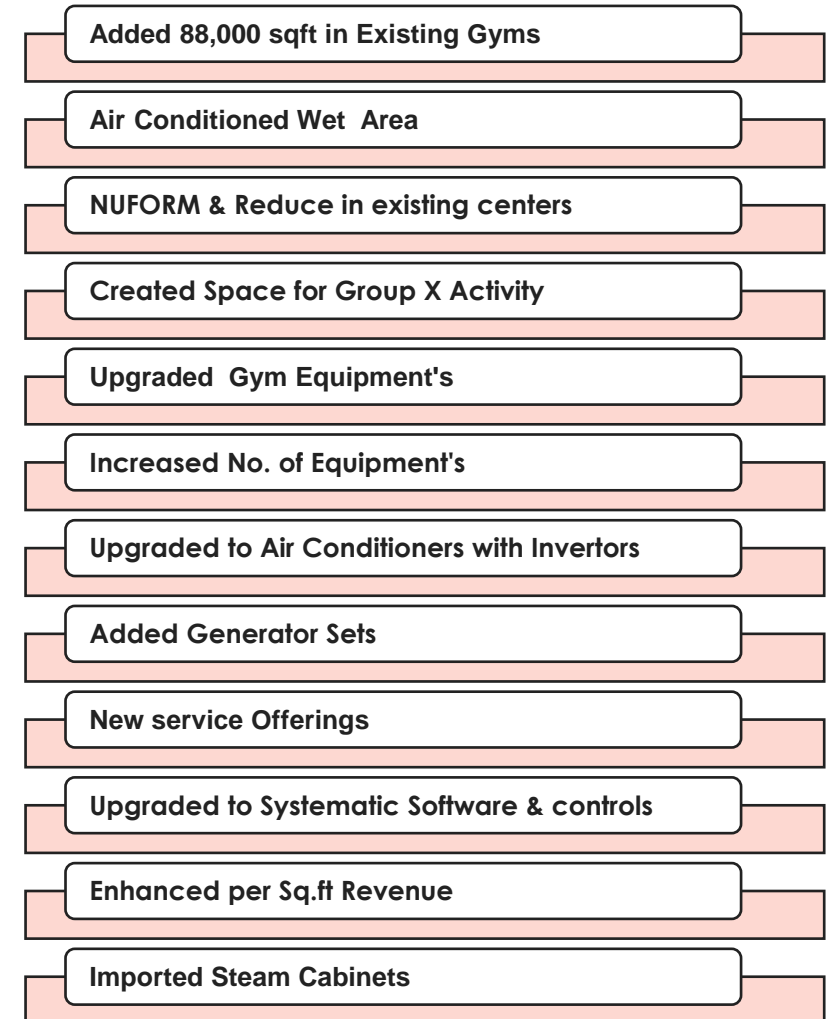 Added 88,000 sqft in Existing Gyms
Air Conditioned Wet  Area
NUFORM & Reduce in existing centers
Created Space for Group X Activity
Upgraded  Gym Equipment's
Increased No. of Equipment's
Upgraded to Air Conditioners with Invertors
Added Generator Sets
New service Offerings
Upgraded to Systematic Software & controls
Enhanced per Sq.ft Revenue
Imported Steam Cabinets